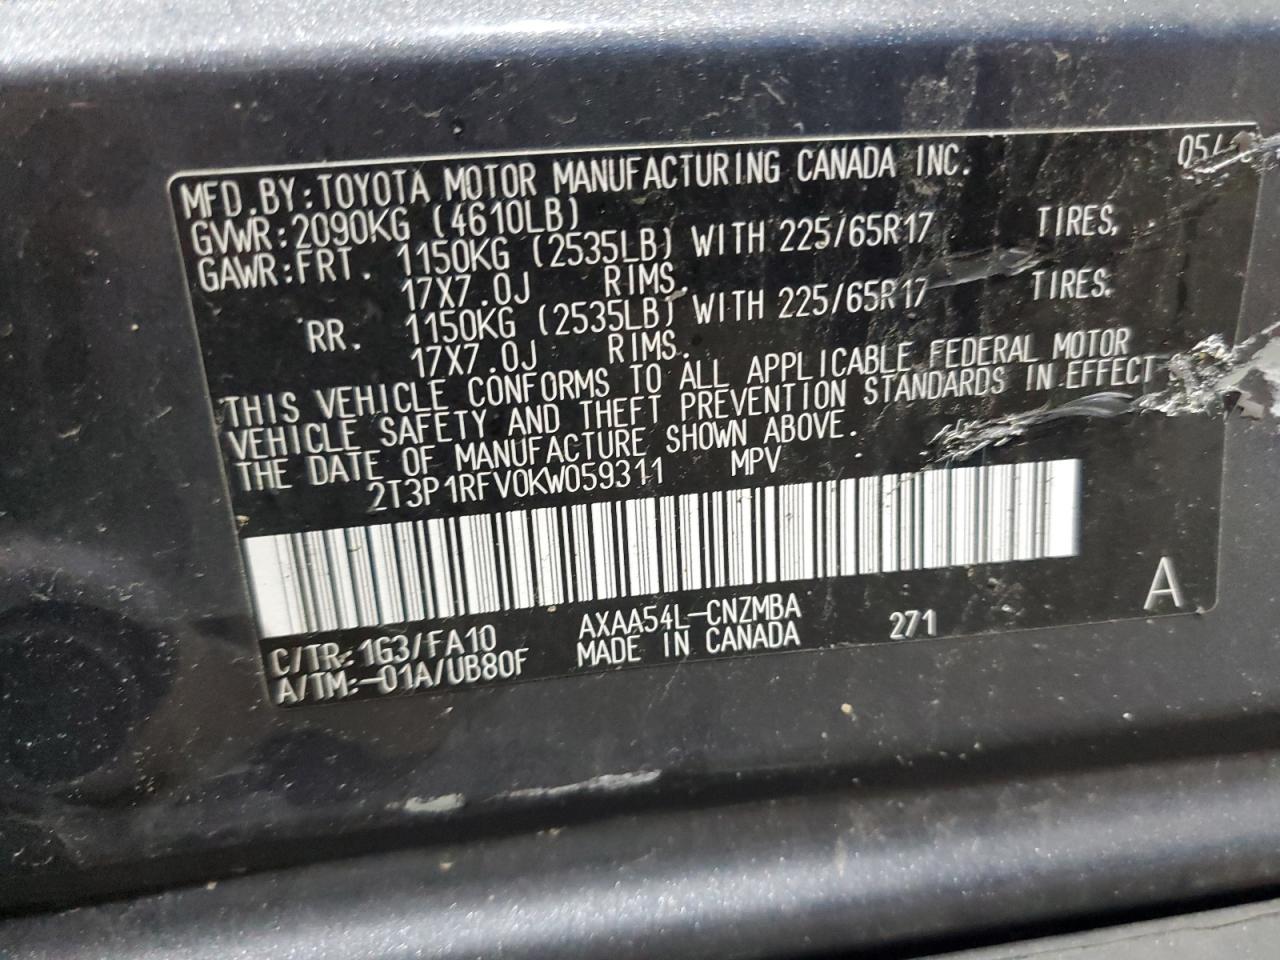 MFD.BY:TOYOTA MOTOR MANUFACTURING CANADA INC.
GVWR:2090KG (4610LB)
GAWR:FRT. 1150KG (2535LB) WITH 225/65R17 TIRES,
17X7.0J RIMS.
RR. 1150KG (2535LB) WITH 225/65R17 TIRES.
17X7.0J RIMS.
THIS VEHICLE CONFORMS TO ALL APPLICABLE FEDERAL MOTOR
VEHICLE SAFETY AND THEFT PREVENTION STANDARDS IN EFFECT
THE DATE OF MANUFACTURE SHOWN ABOVE.
2T3P1RFV0KW059311 MPV
C/TR:1G3/FA10 AXAA54L-CNZMBA 271 A
A/TM:-01A/UB80F MADE IN CANADA